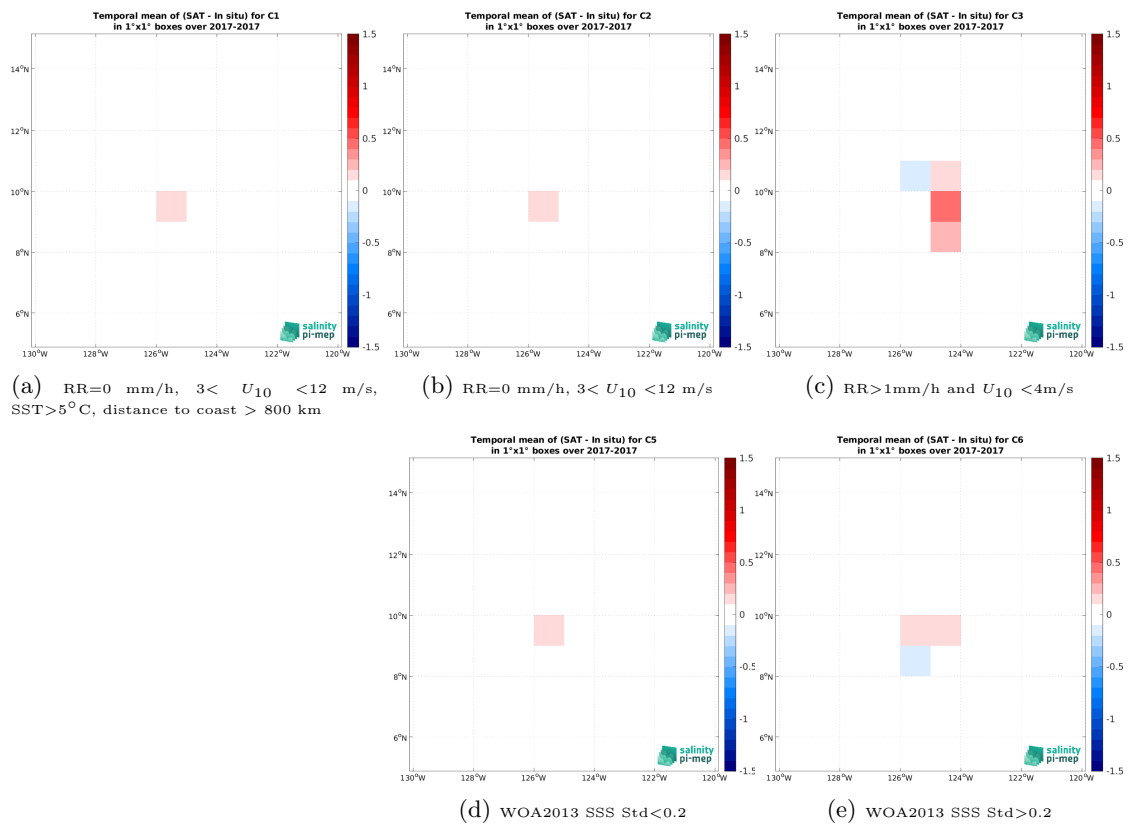 Temporal mean of (SAT - In situ) for C1
in 1°x1° boxes over 2017-2017
14°N
12°N
10°N
8°N
6°N
130°W 128°W 126°W 124°W 122°W 120°W
1.5
1
0.5
0
-0.5
-1
-1.5
salinity
pi-mep
(a) RR=0 mm/h, 3< U10 <12 m/s,
SST>5°C, distance to coast > 800 km
Temporal mean of (SAT - In situ) for C2
in 1°x1° boxes over 2017-2017
14°N
12°N
10°N
8°N
6°N
130°W 128°W 126°W 124°W 122°W 120°W
1.5
1
0.5
0
-0.5
-1
-1.5
salinity
pi-mep
(b) RR=0 mm/h, 3< U10 <12 m/s
Temporal mean of (SAT - In situ) for C3
in 1°x1° boxes over 2017-2017
14°N
12°N
10°N
8°N
6°N
130°W 128°W 126°W 124°W 122°W 120°W
1.5
1
0.5
0
-0.5
-1
-1.5
salinity
pi-mep
(c) RR>1mm/h and U10 <4m/s
Temporal mean of (SAT - In situ) for C5
in 1°x1° boxes over 2017-2017
14°N
12°N
10°N
8°N
6°N
130°W 128°W 126°W 124°W 122°W 120°W
1.5
1
0.5
0
-0.5
-1
-1.5
salinity
pi-mep
(d) WOA2013 SSS Std<0.2
Temporal mean of (SAT - In situ) for C6
in 1°x1° boxes over 2017-2017
14°N
12°N
10°N
8°N
6°N
130°W 128°W 126°W 124°W 122°W 120°W
1.5
1
0.5
0
-0.5
-1
-1.5
salinity
pi-mep
(e) WOA2013 SSS Std>0.2